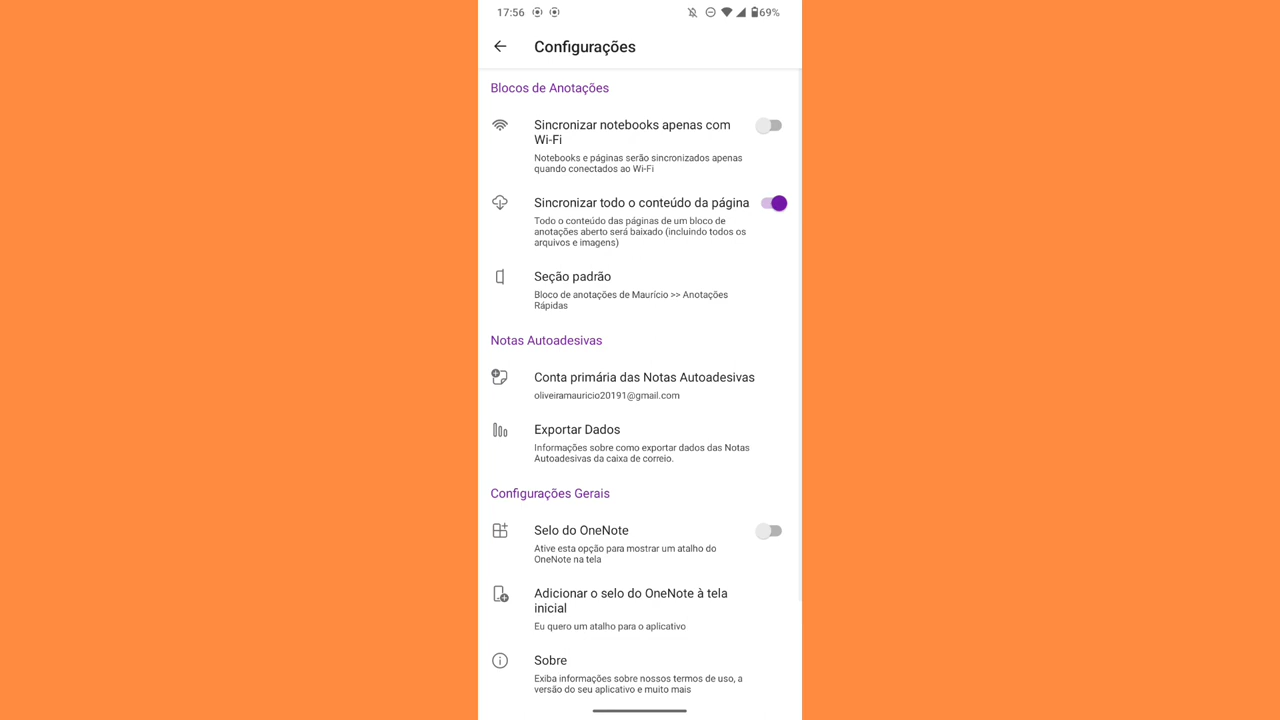 17:56
69%
Configurações
Blocos de Anotações
Sincronizar notebooks apenas com
Wi-Fi
Notebooks e páginas serão sincronizados apenas
quando conectados ao Wi-Fi
Sincronizar todo o conteúdo da página
Todo o conteúdo das páginas de um bloco de
anotações aberto será baixado (incluindo todos os
arquivos e imagens)
Seção padrão
Bloco de anotações de Maurício >> Anotações
Rápidas
Notas Autoadesivas
Conta primária das Notas Autoadesivas
oliveiramauricio20191@gmail.com
Exportar Dados
Informações sobre como exportar dados das Notas
Autoadesivas da caixa de correio.
Configurações Gerais
Selo do OneNote
Ative esta opção para mostrar um atalho do
OneNote na tela
Adicionar o selo do OneNote à tela
inicial
Eu quero um atalho para o aplicativo
Sobre
Exiba informações sobre nossos termos de uso, a
versão do seu aplicativo e muito mais